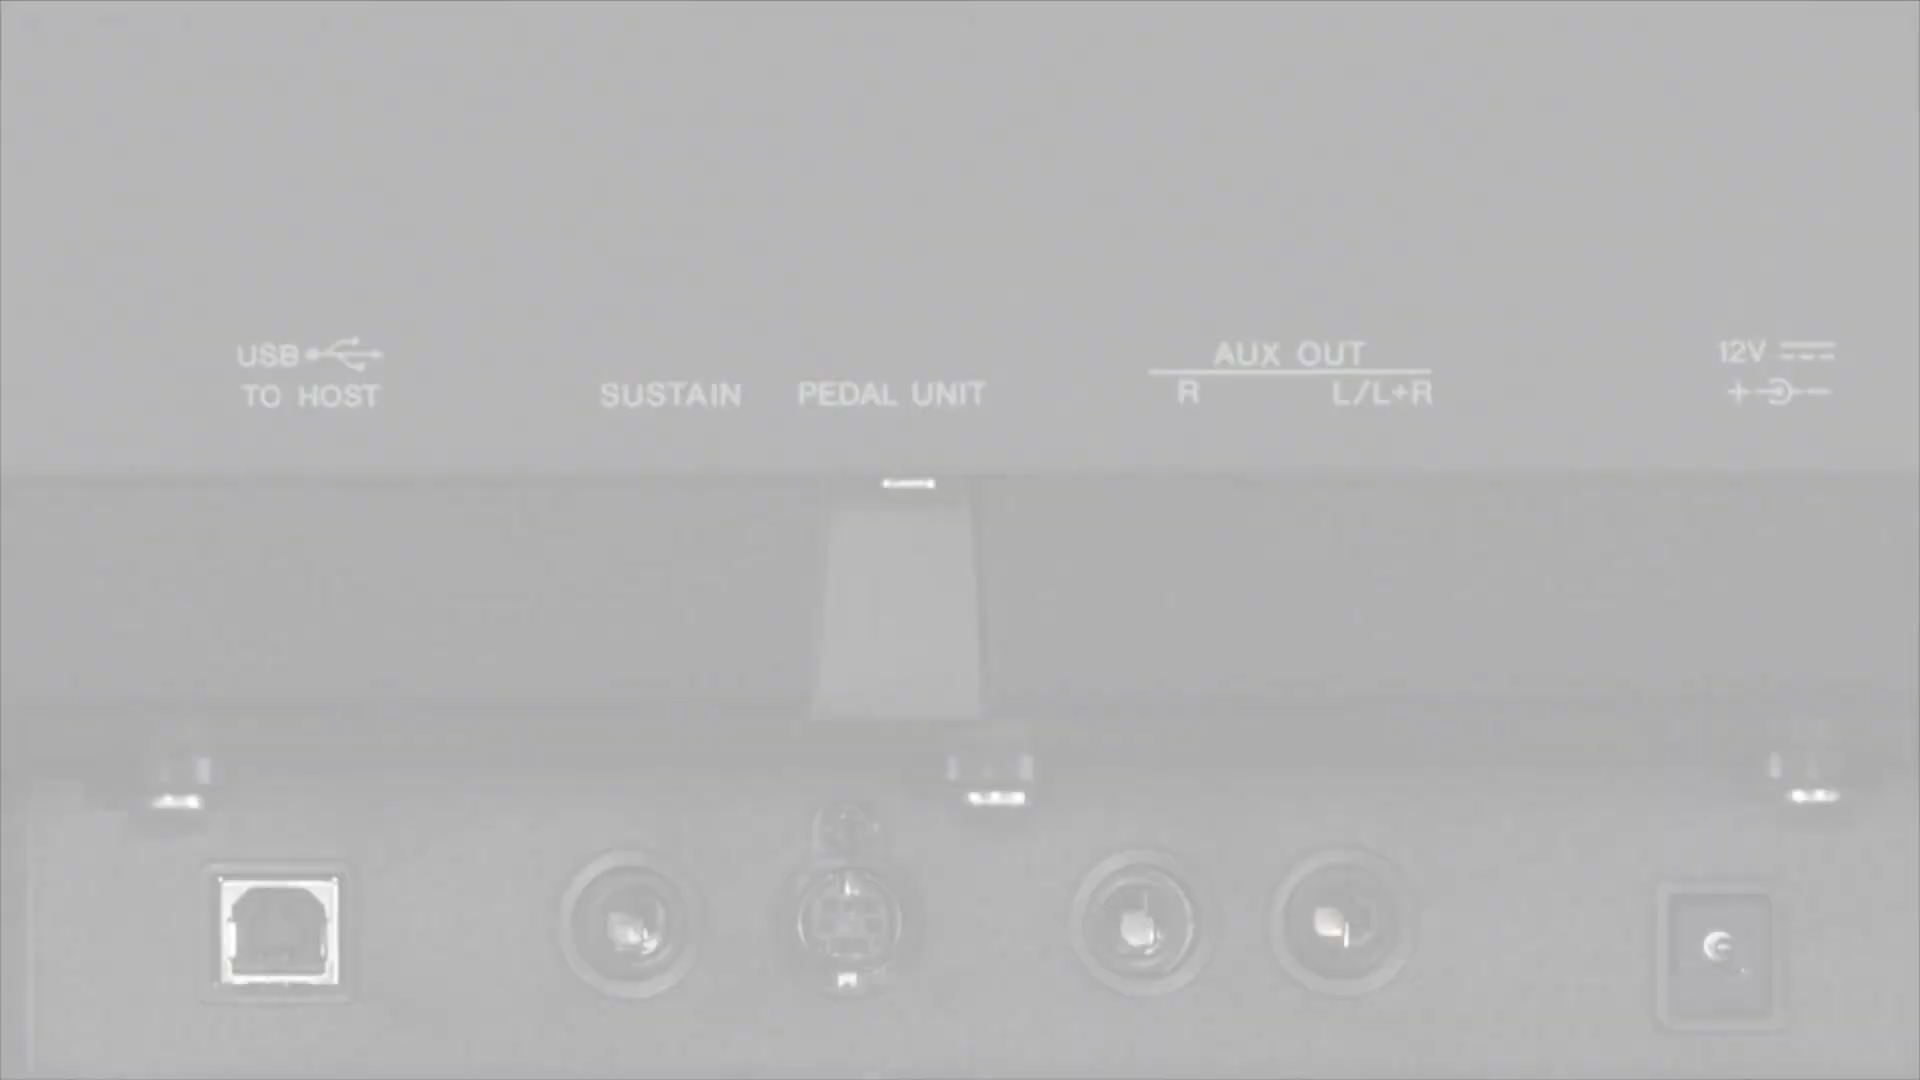 USB
TO HOST
SUSTAIN
PEDAL UNIT
AUX OUT
R
L/L+R
12V